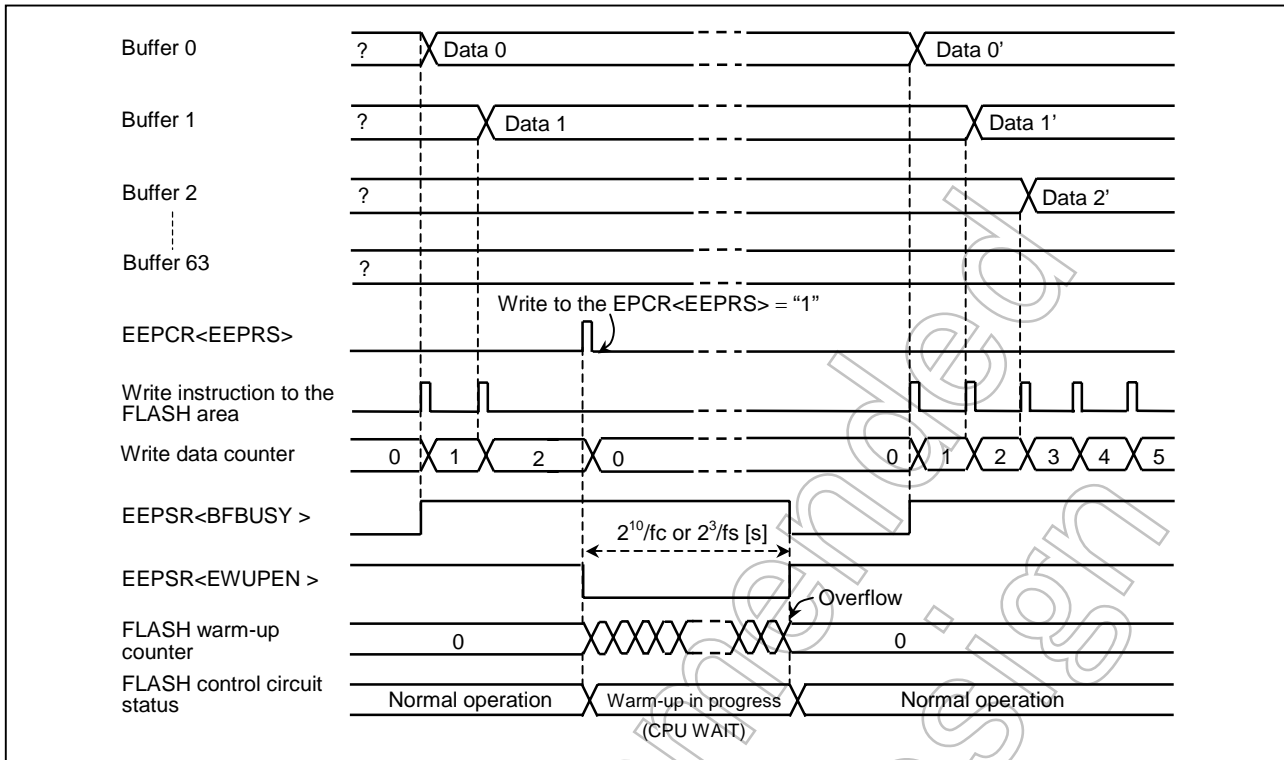 Buffer 0 ? Data 0 Data 0’
Buffer 1 ? Data 1 Data 1’
Buffer 2 ? Data 2’
Buffer 63 ?
Write to the EPCR<EEPRS> = “1”
EEPCR<EEPRS>
Write instruction to the
FLASH area
Write data counter 0 1 2 0 0 1 2 3 4 5
EEPSR<BFBUSY >
2^10/fc or 2^3/fs [s]
EEPSR<EWUPEN >
Overflow
FLASH warm-up
counter 0 0
FLASH control circuit
status Normal operation Warm-up in progress Normal operation
(CPU WAIT)